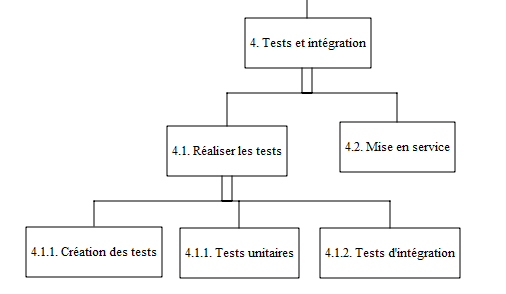 4. Tests et intégration
4.1. Réaliser les tests
4.2. Mise en service
4.1.1. Création des tests
4.1.1. Tests unitaires
4.1.2. Tests d'intégration